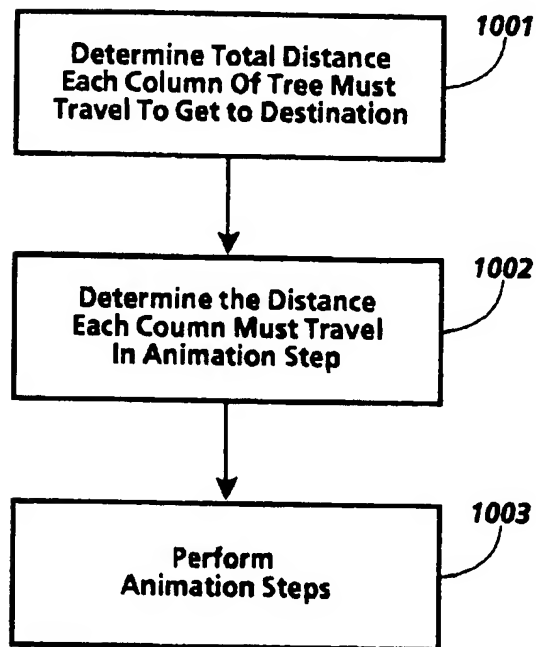 1001
Determine Total Distance
Each Column Of Tree Must
Travel To Get to Destination
1002
Determine the Distance
Each Coumn Must Travel
In Animation Step
1003
Perform
Animation Steps